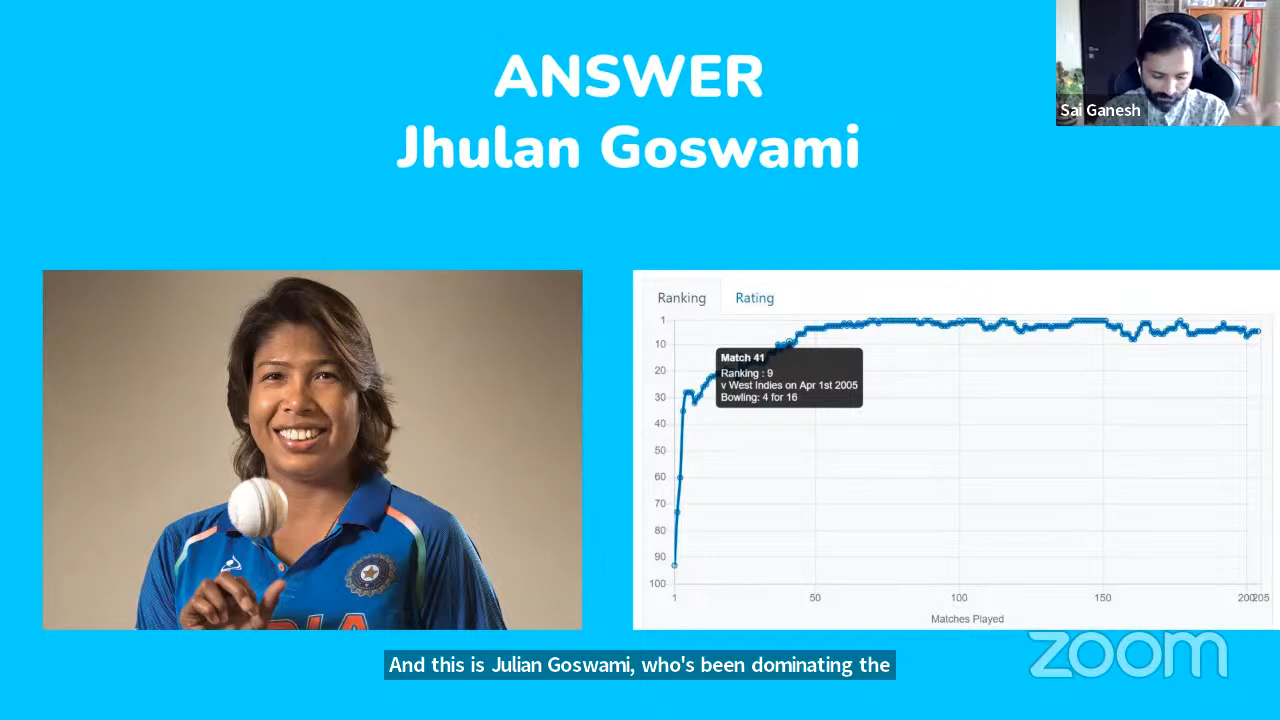 ANSWER
Jhulan Goswami
Sai Ganesh
INDIA
Ranking Rating
1
10
20
30
40
50
60
70
80
90
100
Match 41
Ranking : 9
v West Indies on Apr 1st 2005
Bowling: 4 for 16
1 50 100 150 200 205
Matches Played
And this is Julian Goswami, who's been dominating the
zoom